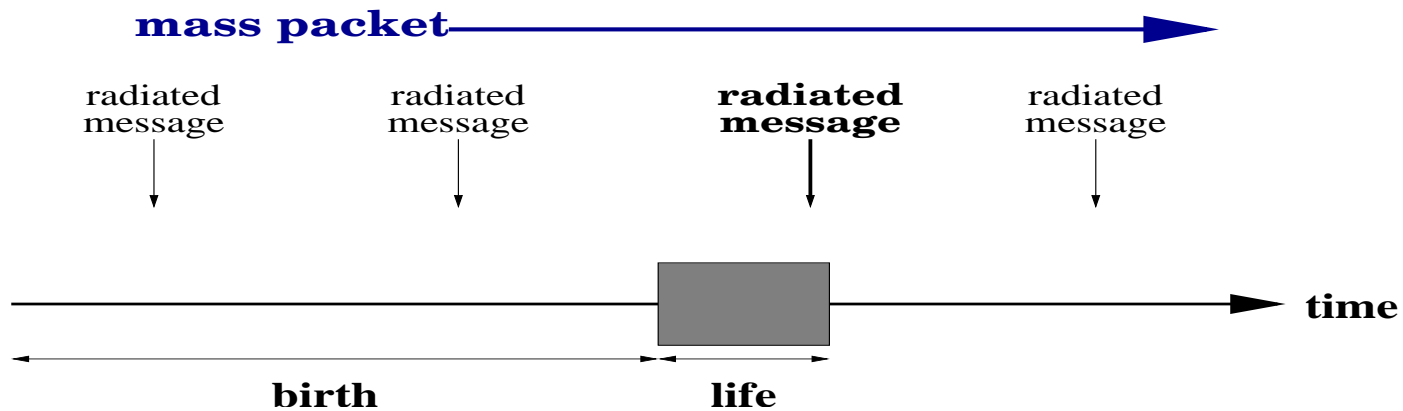 mass packet
radiated
message
radiated
message
radiated
message
radiated
message
time
birth
life